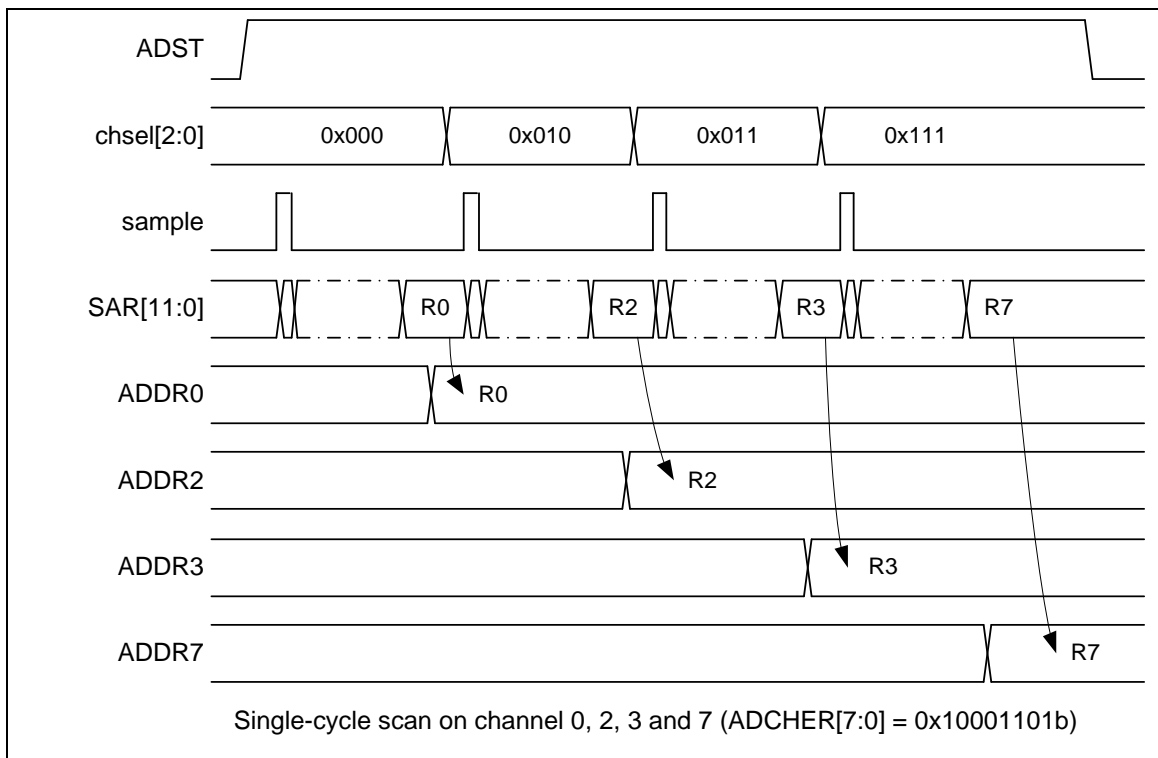 ADST
chsel[2:0] 0x000 0x010 0x011 0x111
sample
SAR[11:0] R0 R2 R3 R7
ADDR0 R0
ADDR2 R2
ADDR3 R3
ADDR7 R7
Single-cycle scan on channel 0, 2, 3 and 7 (ADCHER[7:0] = 0x10001101b)